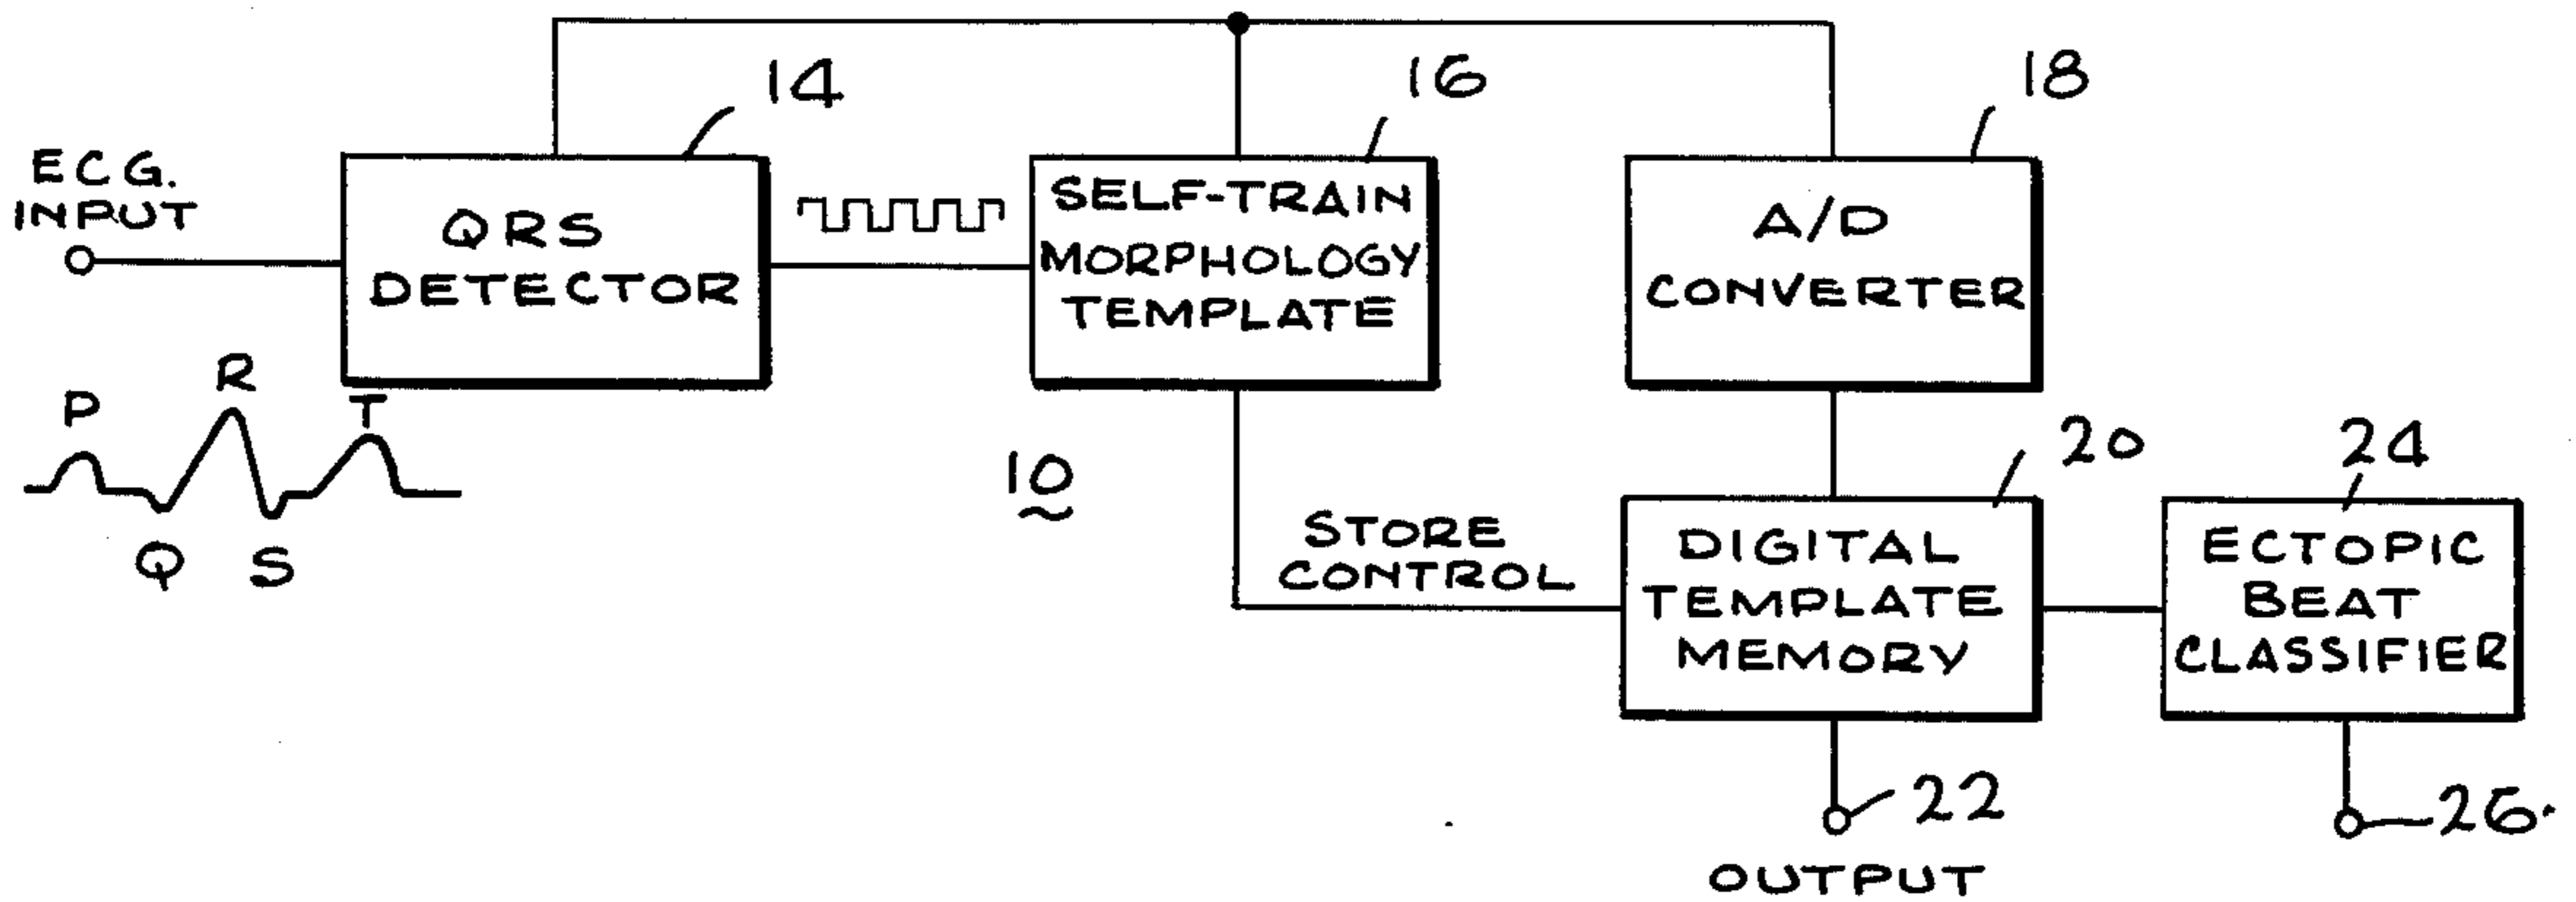 14
16
18
E C G.
INPUT
QRS
DETECTOR
SELF-TRAIN
MORPHOLOGY
TEMPLATE
A/D
CONVERTER
P
R
T
Q
S
10
STORE
CONTROL
20
24
DIGITAL
TEMPLATE
MEMORY
ECTOPIC
BEAT
CLASSIFIER
22
26.
OUTPUT